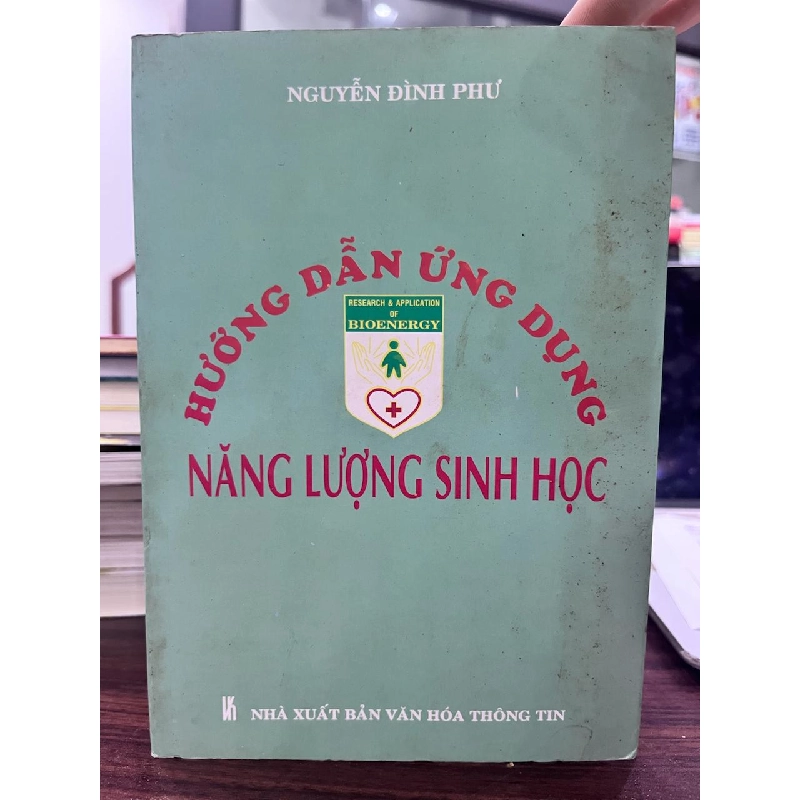 NGUYỄN ĐÌNH PHƯ
HƯỚNG DẪN ỨNG DỤNG
RESEARCH & APPLICATION
OF
BIOENERGY
NĂNG LƯỢNG SINH HỌC
NHÀ XUẤT BẢN VĂN HÓA THÔNG TIN